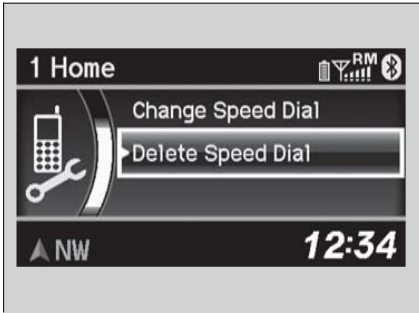 1 Home
RM
Change Speed Dial
Delete Speed Dial
NW
12:34